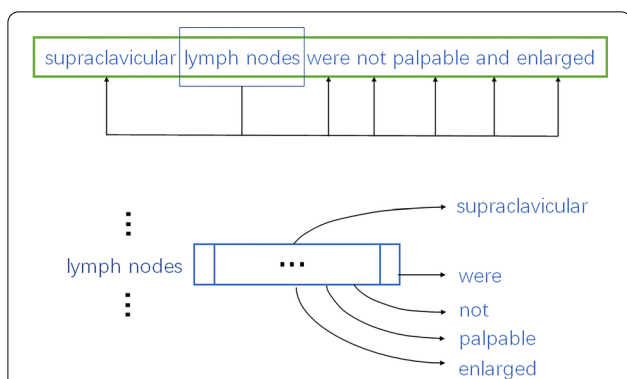 supraclavicular lymph nodes were not palpable and enlarged
supraclavicular
lymph nodes
were
not
palpable
enlarged